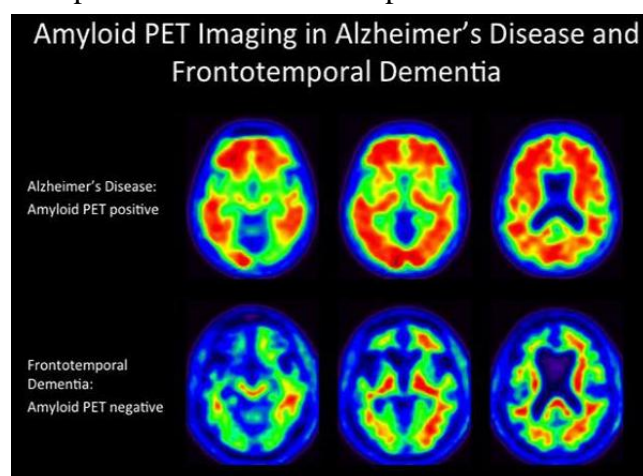 Amyloid PET Imaging in Alzheimer's Disease and
Frontotemporal Dementia
Alzheimer's Disease:
Amyloid PET positive
Frontotemporal
Dementia:
Amyloid PET negative